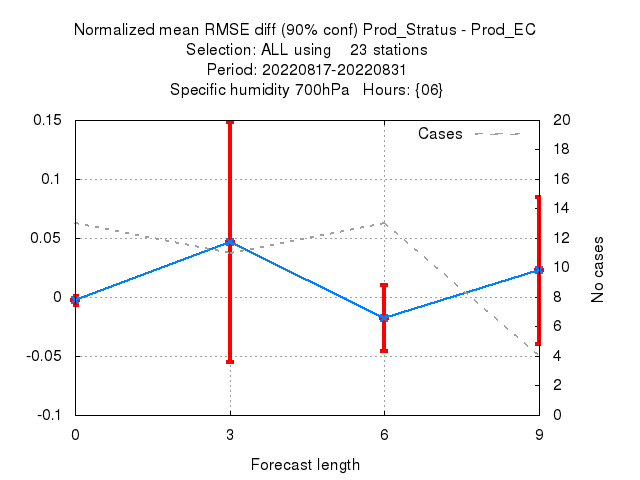 Normalized mean RMSE diff (90% conf) Prod_Stratus - Prod_EC
Selection: ALL using 23 stations
Period: 20220817-20220831
Specific humidity 700hPa Hours: {06}
0.15
0.1
0.05
0
-0.05
-0.1
20
18
16
14
12
10
8
6
4
2
0
Cases
No cases
0 3 6 9
Forecast length